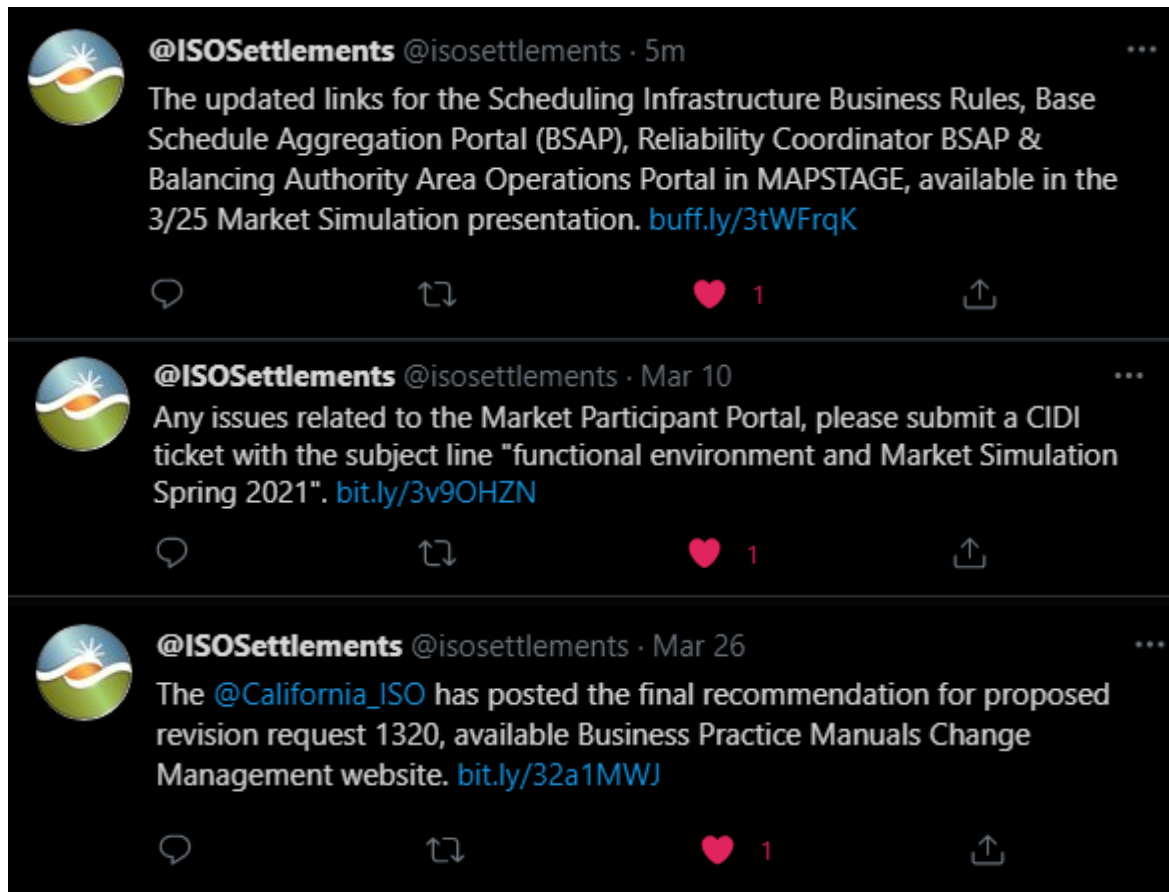 @ISOSettlements @isosettlements · 5m
The updated links for the Scheduling Infrastructure Business Rules, Base
Schedule Aggregation Portal (BSAP), Reliability Coordinator BSAP &
Balancing Authority Area Operations Portal in MAPSTAGE, available in the
3/25 Market Simulation presentation. buff.ly/3tWFrqK
1
@ISOSettlements @isosettlements · Mar 10
Any issues related to the Market Participant Portal, please submit a CIDI
ticket with the subject line "functional environment and Market Simulation
Spring 2021". bit.ly/3v9OHZN
1
@ISOSettlements @isosettlements · Mar 26
The @California_ISO has posted the final recommendation for proposed
revision request 1320, available Business Practice Manuals Change
Management website. bit.ly/32a1MWJ
1